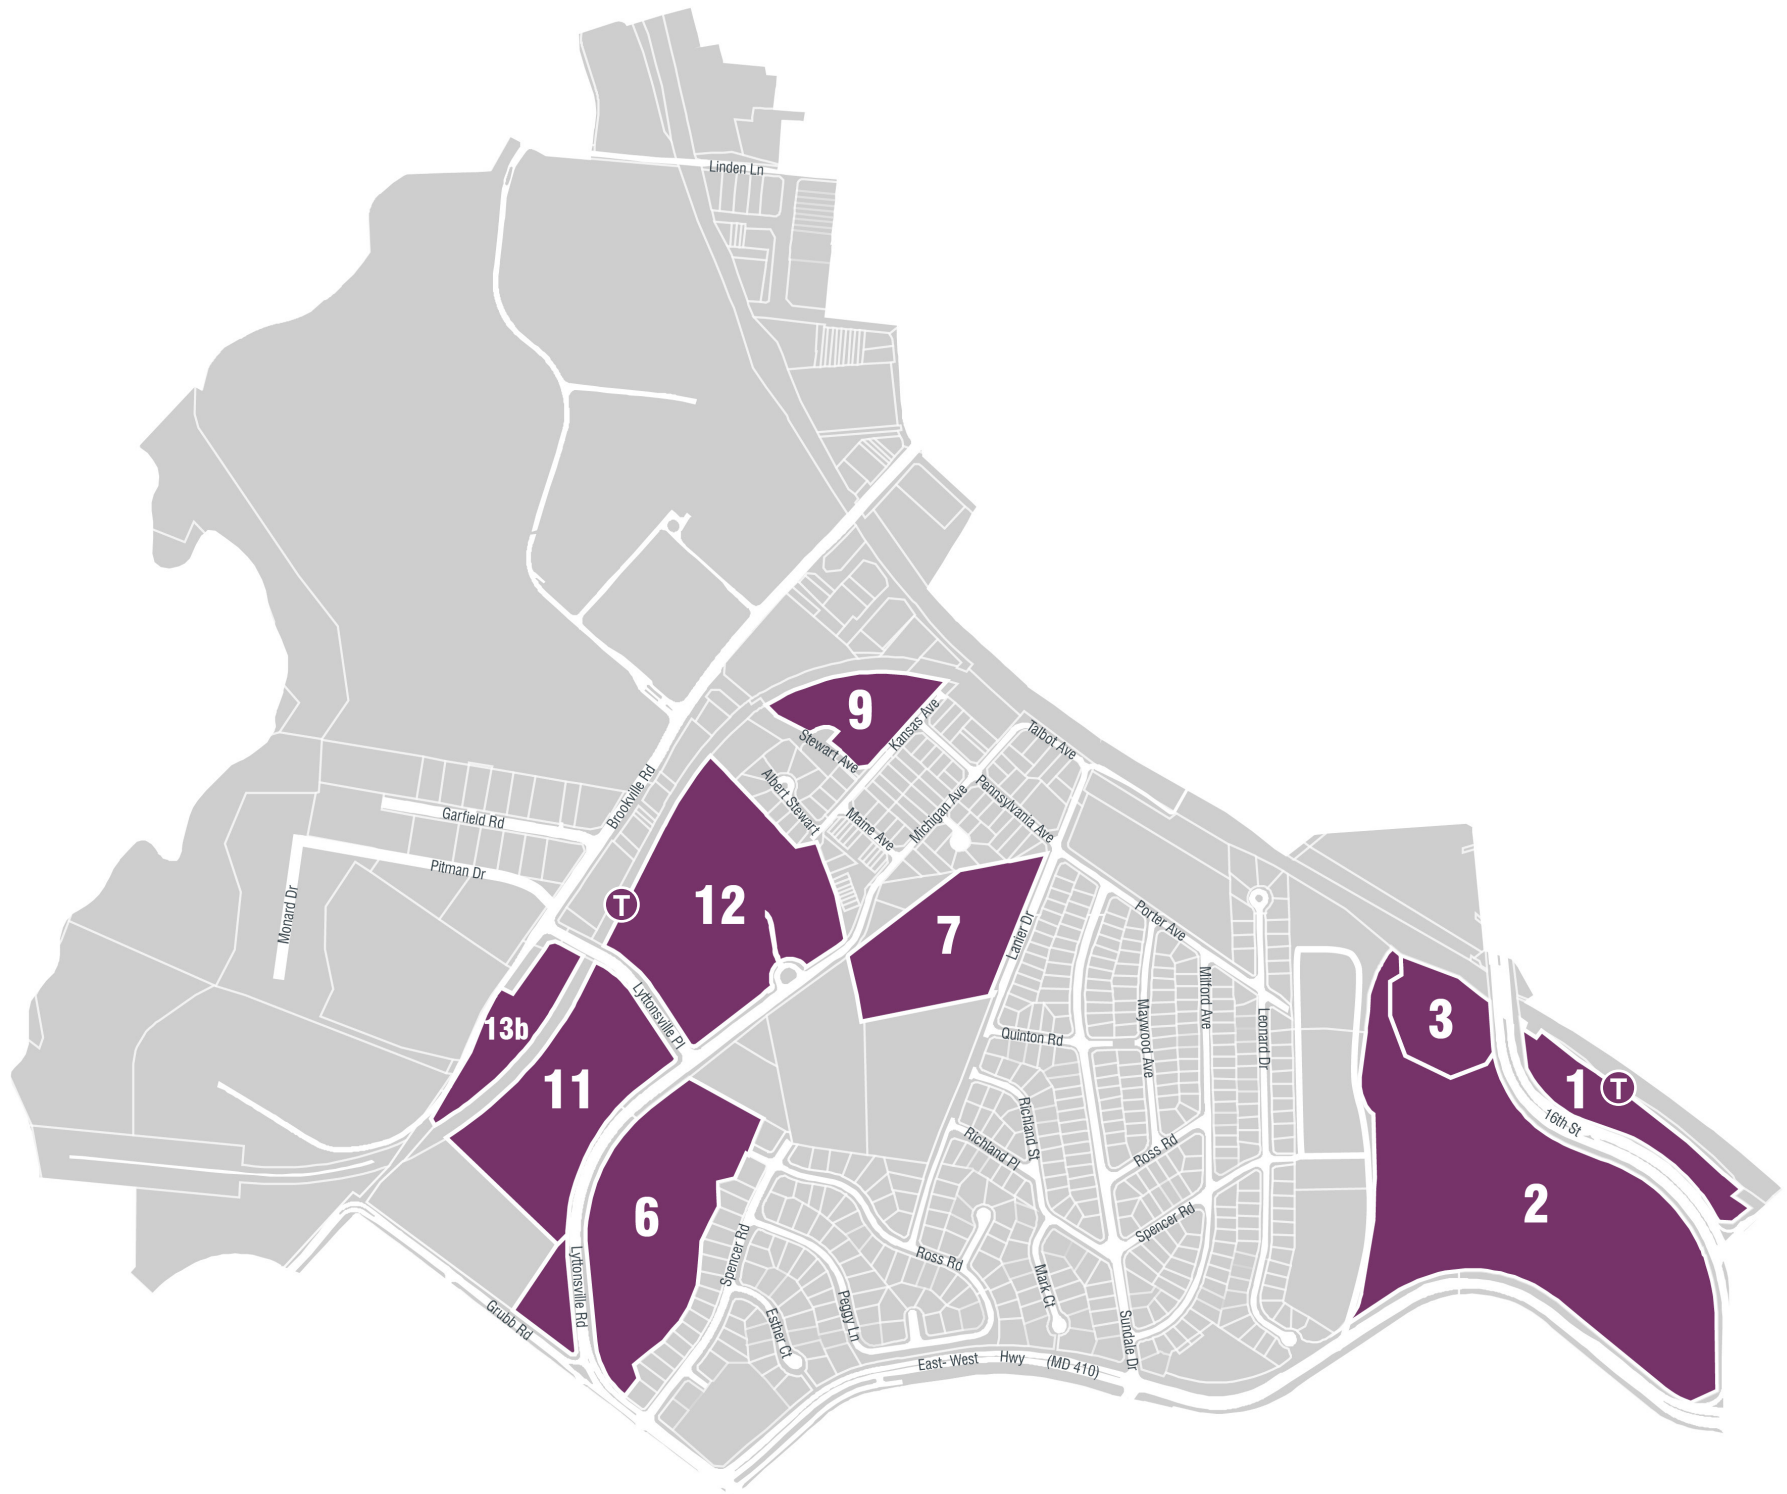 Linden Ln
9
Kansas Ave
Stewart Ave
Talbot Ave
Albert Stewart
Brookville Rd
Pennsylvania Ave
Michigan Ave
Maine Ave
Garfield Rd
Pitman Dr
Monard Dr
T
12
7
Lanier Dr
Porter Ave
Lyttonsville Pl
13b
11
Quinton Rd
Maywood Ave
Milford Ave
Leonard Dr
3
1
T
16th St
Richland St
Richland Pl
Ross Rd
6
2
Spencer Rd
Spencer Rd
Ross Rd
Lyttonsville Rd
Grubb Rd
Esther Ct
Peggy Ln
Mark Ct
Sundale Dr
East- West Hwy (MD 410)